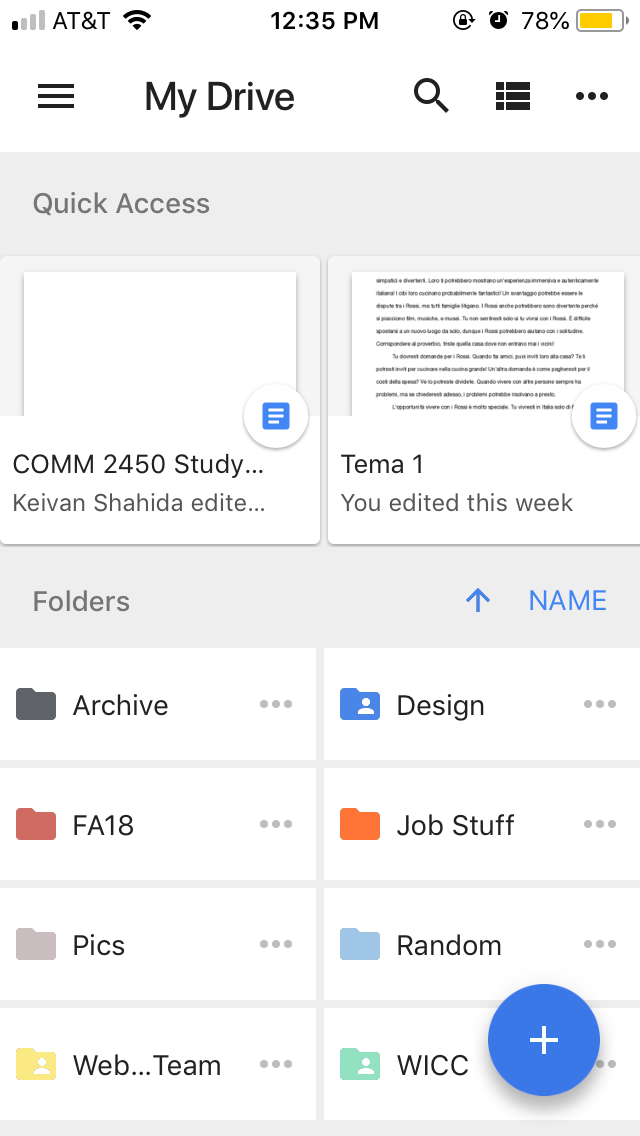 AT&T 12:35 PM 78%
My Drive
Quick Access
simpatici e divertenti. Loro ti potrebbero mostrano un'esperienza immersiva e autenticamente
italiana! I cibi loro cucinano probabilmente fantastici! Un svantaggio potrebbe essere le
dispute tra i Rossi, ma tutti famiglie litigano. I Rossi anche potrebbero sono divertente perché
si piacciono film, musiche, e musei. Tu non sentiresti solo si tu vivrsi con i Rossi. È difficile
spostarsi a un nuovo luogo da solo, dunque i Rossi potrebbero aiutano con i solitudine.
Corrispondere al proverbio, triste quella casa dove non entrano mai i vicini!
Tu dovresti domande per i Rossi. Quando fai amici, puoi inviti loro alla casa? Te li
potresti inviti per cucinare nella cucina grande! Un'altra domanda è come pagheresti per il
costi della spesa? Ve lo potreste dividete. Quando vivere con altre persone sempre ha
problemi, ma se chiederesti adesso, i problemi potrebbe risolvano a presto.
L'opportunità vivere con i Rossi è molto speciale. Tu vivresti in Italia solo di
COMM 2450 Study...
Keivan Shahida edite...
Tema 1
You edited this week
Folders NAME
Archive
Design
FA18
Job Stuff
Pics
Random
Web...Team
WICC